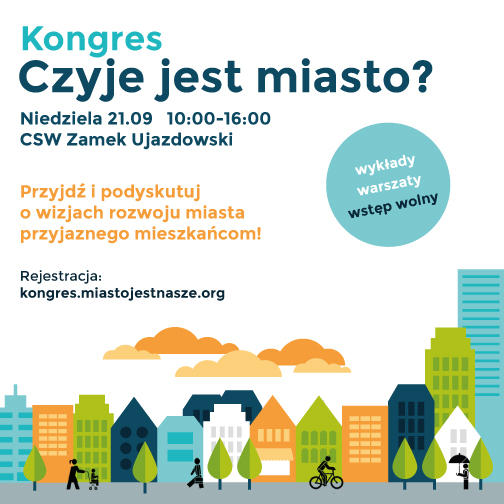 Kongres
Czyje jest miasto?
Niedziela 21.09 10:00-16:00
CSW Zamek Ujazdowski
wykłady
warsztaty
wstęp wolny
Przyjdź i podyskutuj
o wizjach rozwoju miasta
przyjaznego mieszkańcom!
Rejestracja:
kongres.miastojestnasze.org